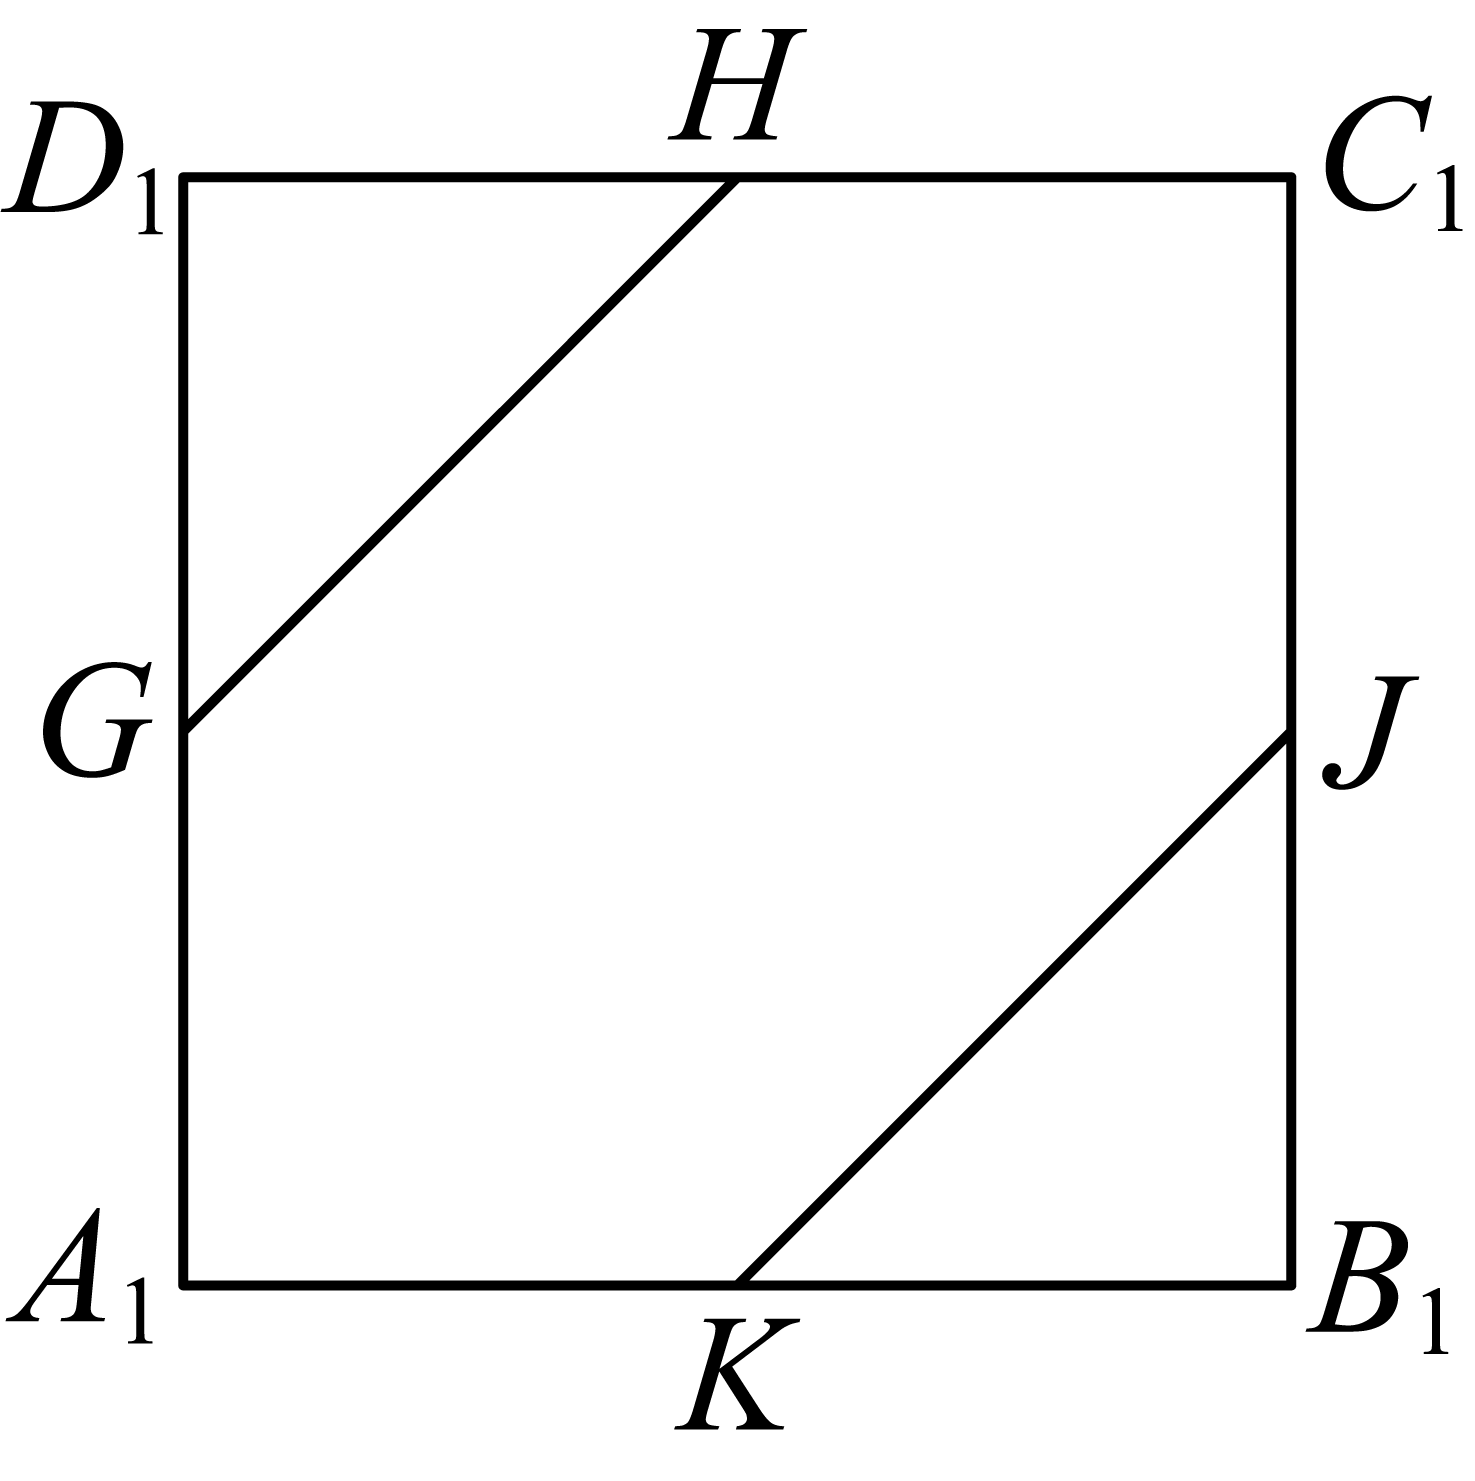 H
D₁ C₁
G J
A₁ B₁
K